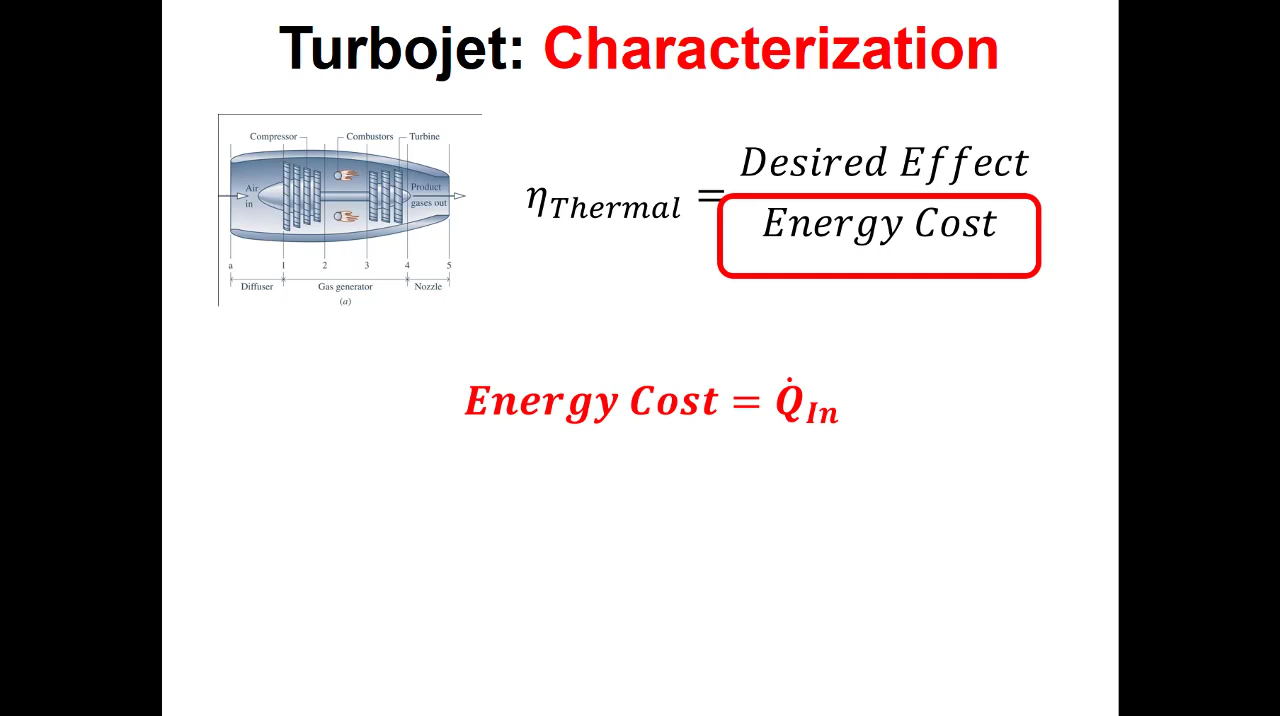 Turbojet: Characterization
Compressor Combustors Turbine
Air in
Product gases out
a 1 2 3 4 5
Diffuser Gas generator Nozzle
(a)
η_Thermal = Desired Effect / Energy Cost
Energy Cost = Q̇_In